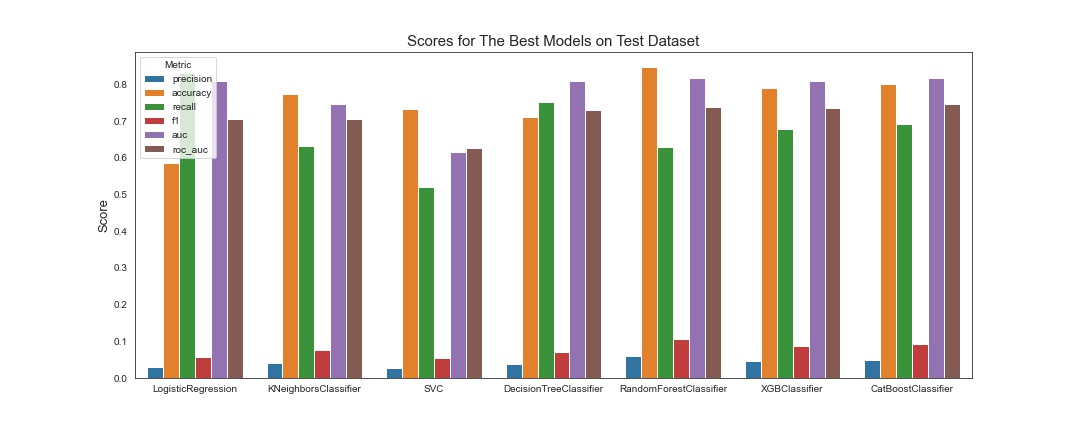 Scores for The Best Models on Test Dataset
Metric
precision
accuracy
recall
f1
auc
roc_auc
Score
0.8
0.7
0.6
0.5
0.4
0.3
0.2
0.1
0.0
LogisticRegression
KNeighborsClassifier
SVC
DecisionTreeClassifier
RandomForestClassifier
XGBClassifier
CatBoostClassifier